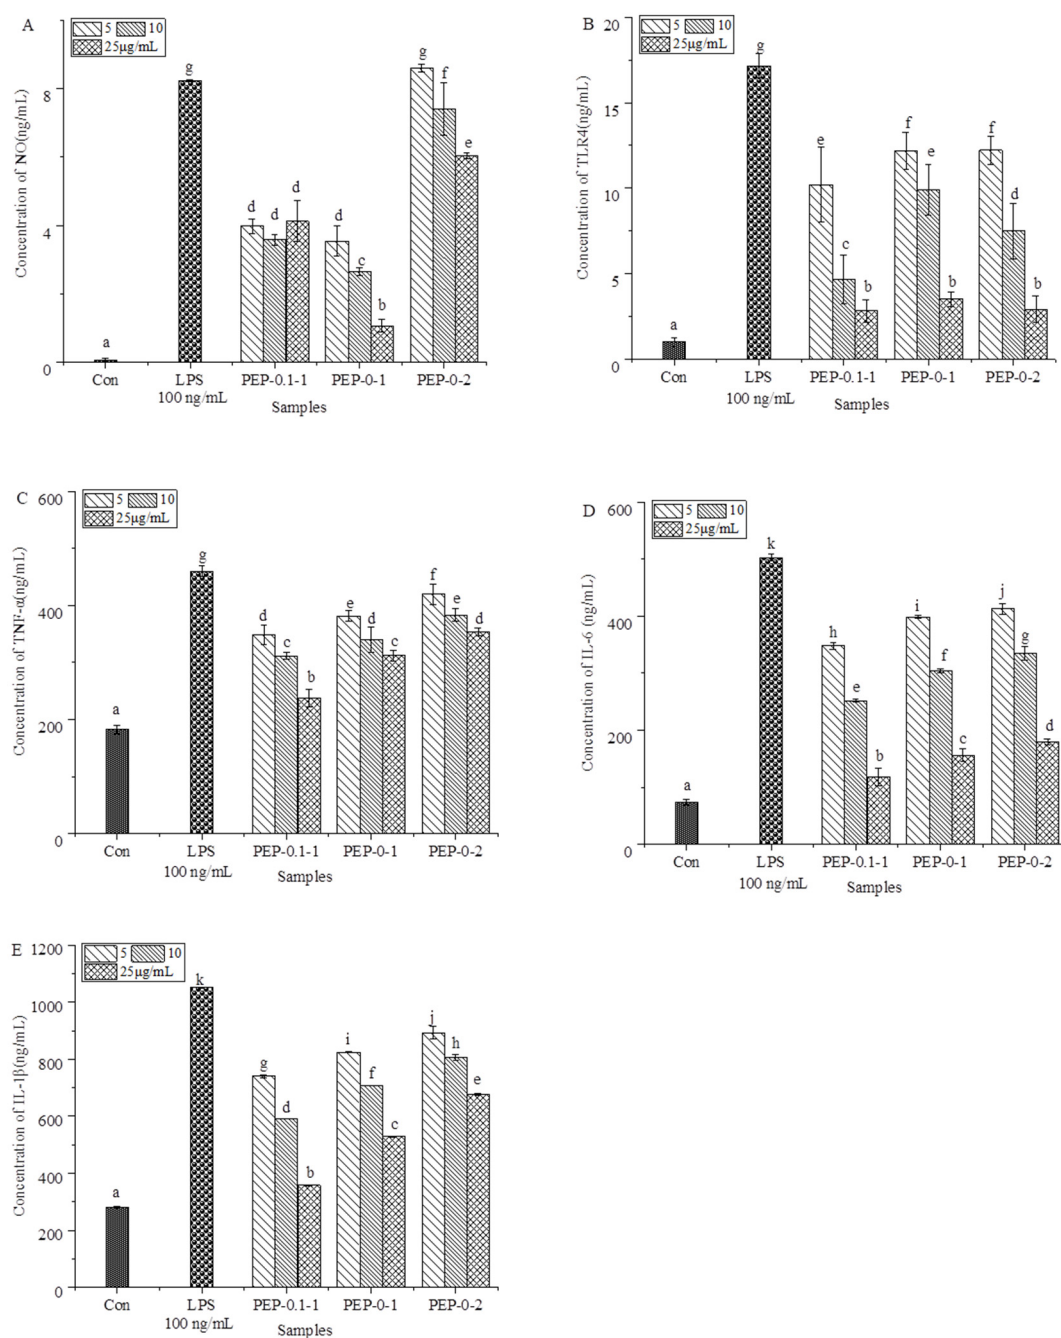 A
5 10
25μg/mL
Concentration of NO(ng/mL)
8
4
0
a
g
d
d
d
d
c
b
g
f
e
Con LPS PEP-0.1-1 PEP-0-1 PEP-0-2
100 ng/mL Samples
B
5 10
25μg/mL
Concentration of TLR4(ng/mL)
20
15
10
5
0
a
g
e
c
b
f
e
b
f
d
b
Con LPS PEP-0.1-1 PEP-0-1 PEP-0-2
100 ng/mL Samples
C
5 10
25μg/mL
Concentration of TNF-α(ng/mL)
600
400
200
0
a
g
d
c
b
e
d
c
f
e
d
Con LPS PEP-0.1-1 PEP-0-1 PEP-0-2
100 ng/mL Samples
D
5 10
25μg/mL
Concentration of IL-6 (ng/mL)
600
400
200
0
a
k
h
e
b
i
f
c
j
g
d
Con LPS PEP-0.1-1 PEP-0-1 PEP-0-2
100 ng/mL Samples
E
5 10
25μg/mL
Concentration of IL-1β(ng/mL)
1200
1000
800
600
400
200
0
a
k
g
d
b
i
f
c
j
h
e
Con LPS PEP-0.1-1 PEP-0-1 PEP-0-2
100 ng/mL Samples